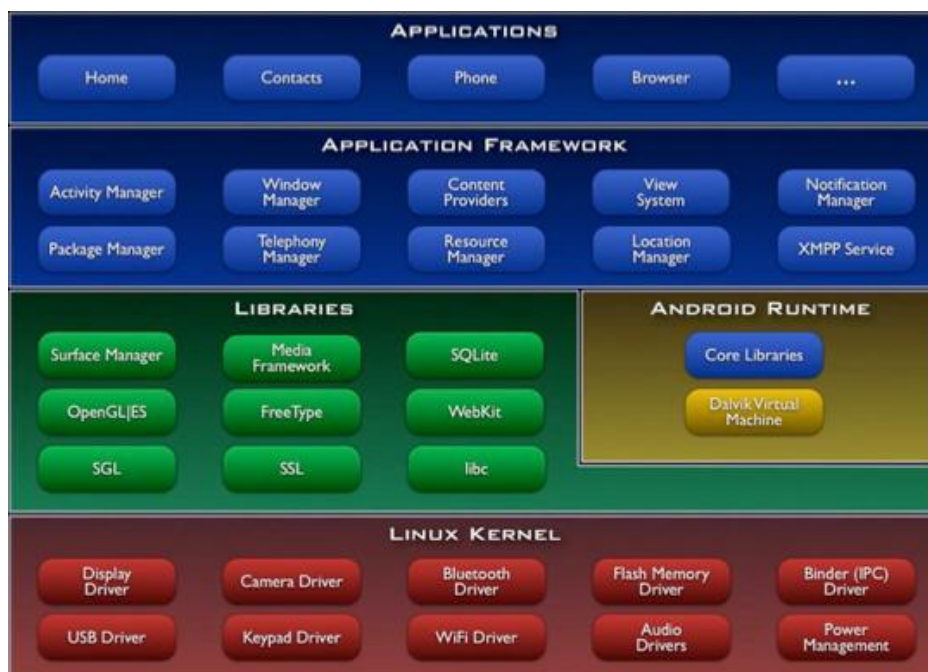 APPLICATIONS
Home
Contacts
Phone
Browser
...
APPLICATION FRAMEWORK
Activity Manager
Window
Manager
Content
Providers
View
System
Notification
Manager
Package Manager
Telephony
Manager
Resource
Manager
Location
Manager
XMPP Service
LIBRARIES
Surface Manager
Media
Framework
SQLite
OpenGL|ES
FreeType
WebKit
SGL
SSL
libc
ANDROID RUNTIME
Core Libraries
Dalvik Virtual
Machine
LINUX KERNEL
Display
Driver
Camera Driver
Bluetooth
Driver
Flash Memory
Driver
Binder (IPC)
Driver
USB Driver
Keypad Driver
WiFi Driver
Audio
Drivers
Power
Management